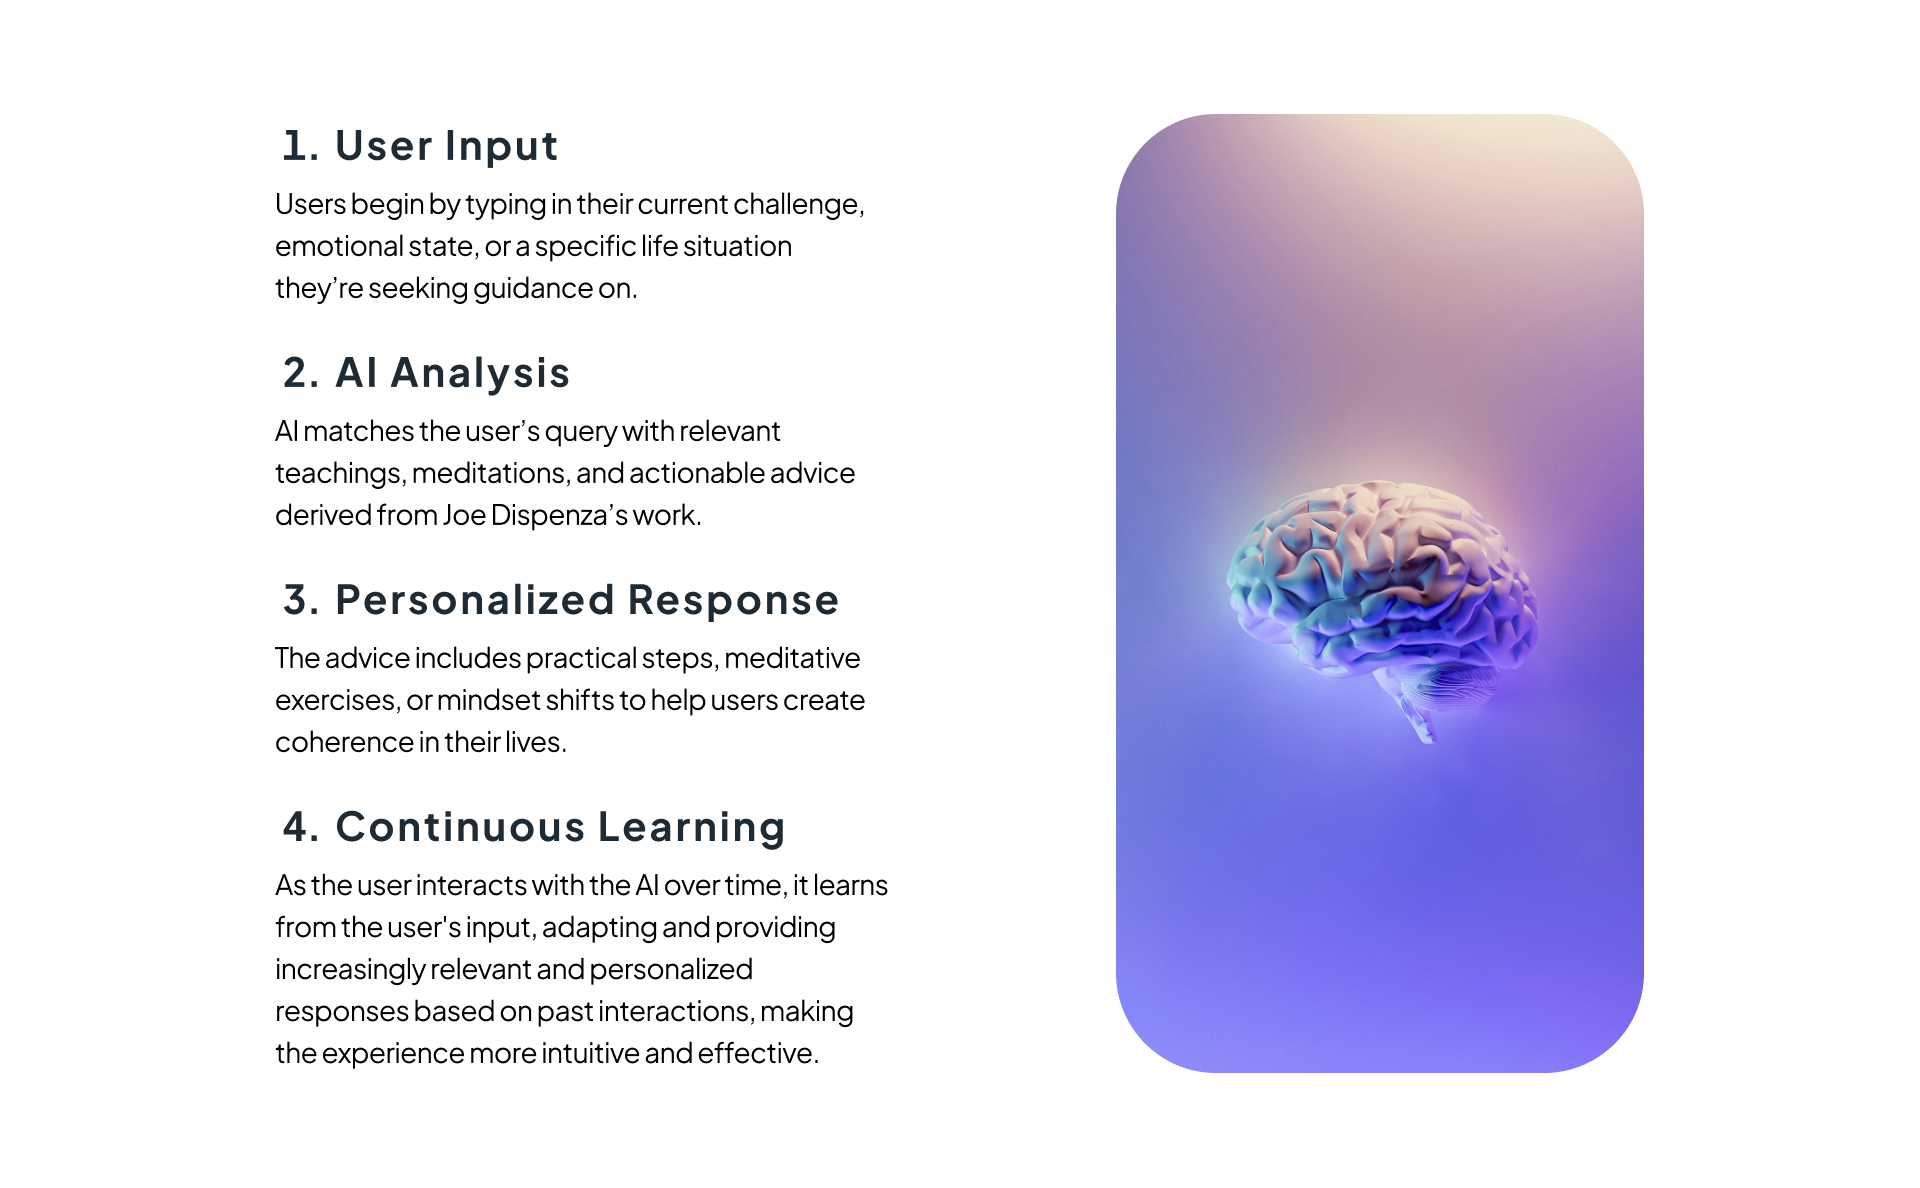 1. User Input
Users begin by typing in their current challenge,
emotional state, or a specific life situation
they’re seeking guidance on.
2. AI Analysis
AI matches the user’s query with relevant
teachings, meditations, and actionable advice
derived from Joe Dispenza’s work.
3. Personalized Response
The advice includes practical steps, meditative
exercises, or mindset shifts to help users create
coherence in their lives.
4. Continuous Learning
As the user interacts with the AI over time, it learns
from the user's input, adapting and providing
increasingly relevant and personalized
responses based on past interactions, making
the experience more intuitive and effective.